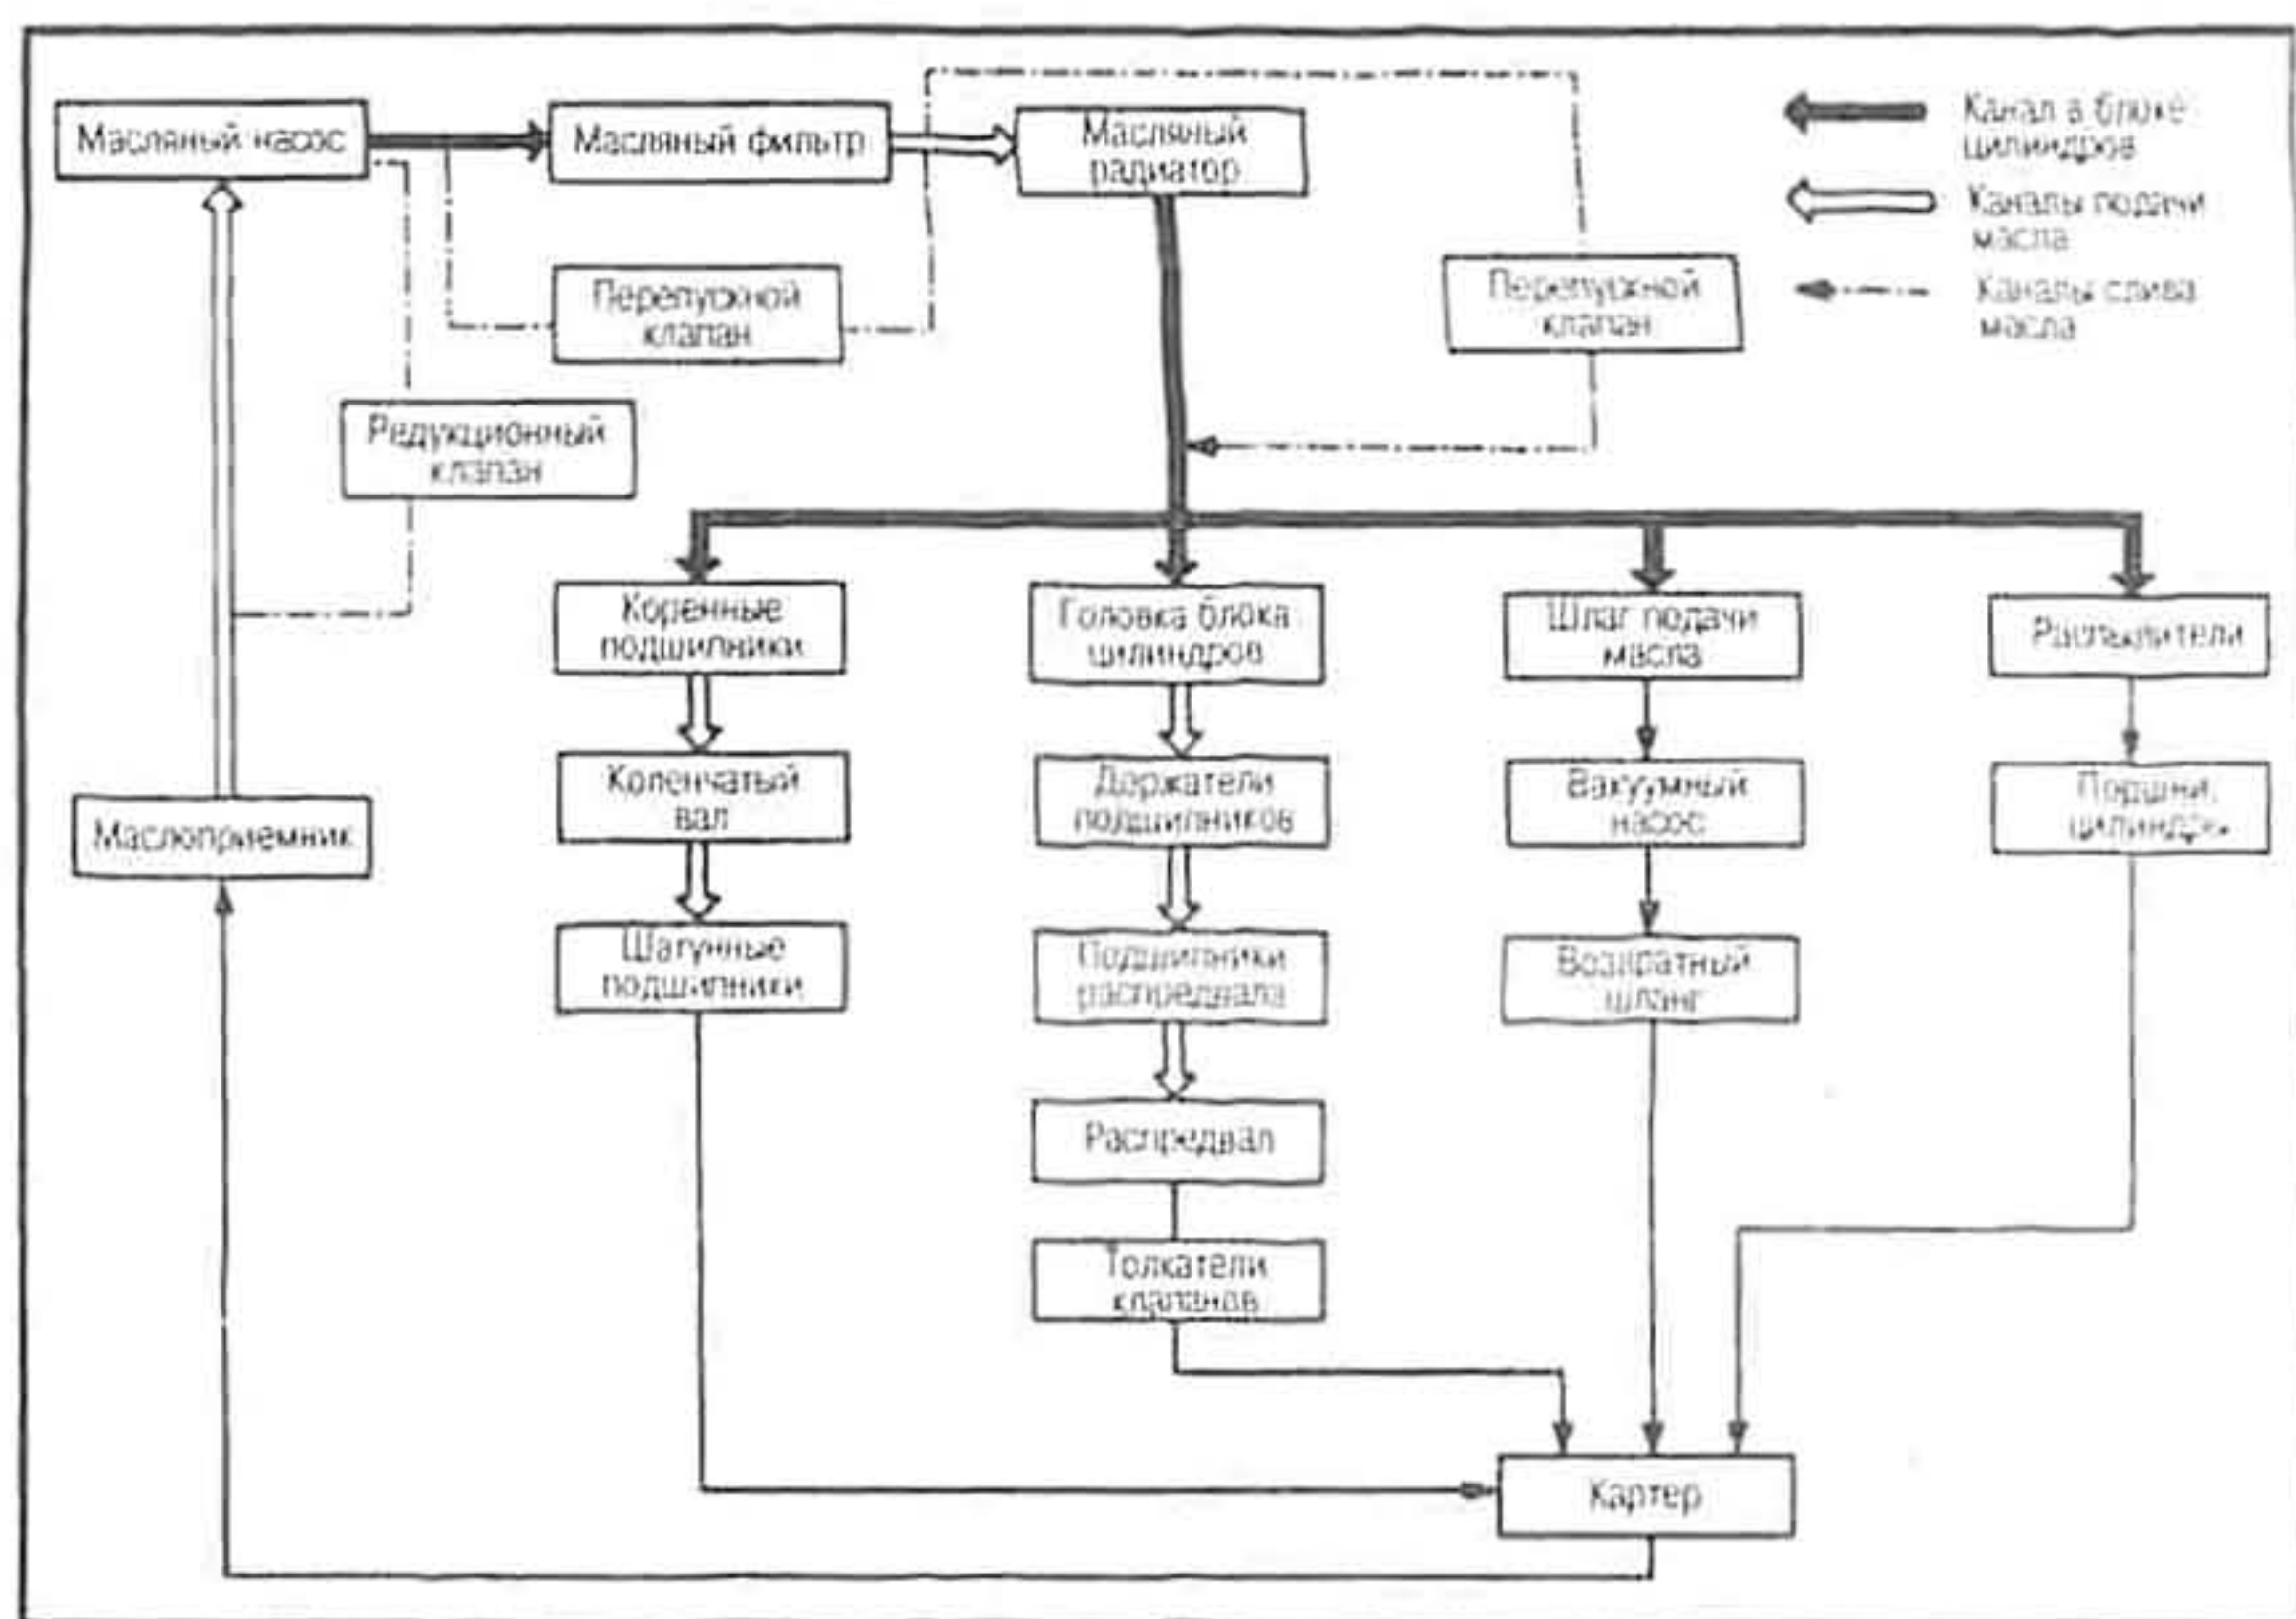 Масляный насос
Масляный фильтр
Масляный
радиатор
Канал в блоке
цилиндров
Каналы подачи
масла
Каналы слива
масла
Перепускной
клапан
Перепускной
клапан
Редукционный
клапан
Коренные
подшипники
Головка блока
цилиндров
Шлаг подачи
масла
Распылители
Маслоприемник
Коленчатый
вал
Держатели
подшипников
Вакуумный
насос
Поршни,
цилиндры
Шатунные
подшипники
Подшипники
распредвала
Возвратный
шланг
Распредвал
Толкатели
клапанов
Картер